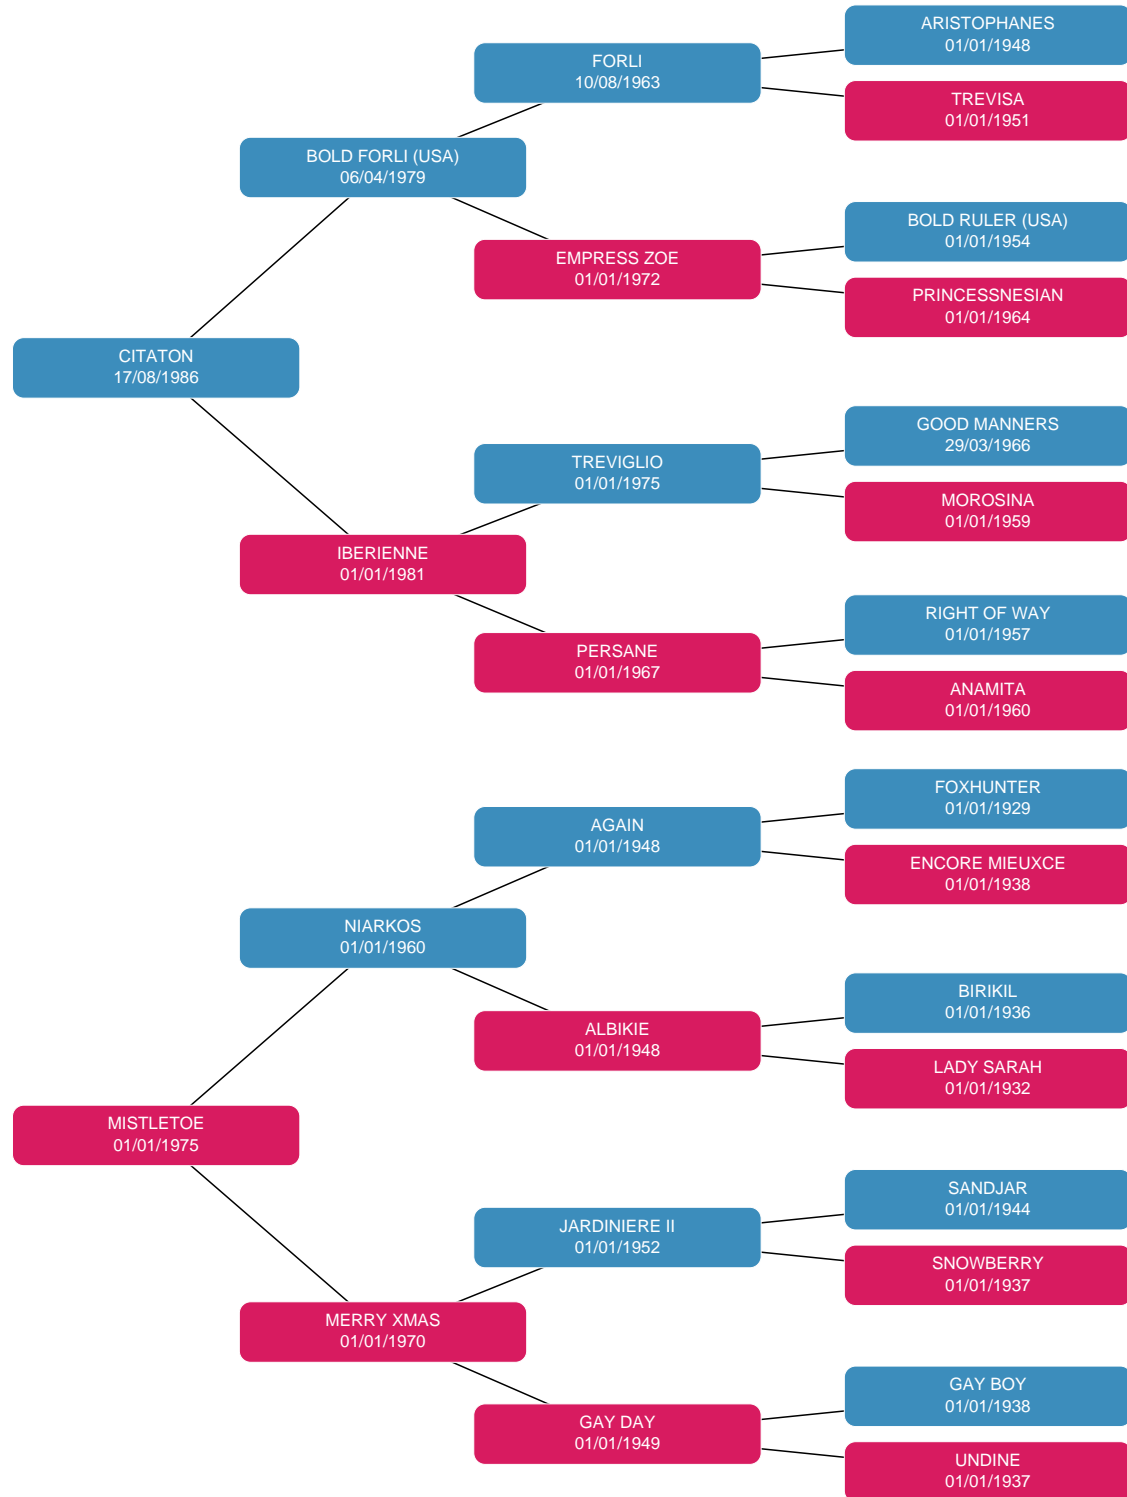 ARISTOPHANES
01/01/1948
FORLI
10/08/1963
TREVISA
01/01/1951
BOLD FORLI (USA)
06/04/1979
BOLD RULER (USA)
01/01/1954
EMPRESS ZOE
01/01/1972
PRINCESSNESIAN
01/01/1964
CITATON
17/08/1986
GOOD MANNERS
29/03/1966
TREVIGLIO
01/01/1975
MOROSINA
01/01/1959
IBERIENNE
01/01/1981
RIGHT OF WAY
01/01/1957
PERSANE
01/01/1967
ANAMITA
01/01/1960
FOXHUNTER
01/01/1929
AGAIN
01/01/1948
ENCORE MIEUXCE
01/01/1938
NIARKOS
01/01/1960
BIRIKIL
01/01/1936
ALBIKIE
01/01/1948
LADY SARAH
01/01/1932
MISTLETOE
01/01/1975
SANDJAR
01/01/1944
JARDINIERE II
01/01/1952
SNOWBERRY
01/01/1937
MERRY XMAS
01/01/1970
GAY BOY
01/01/1938
GAY DAY
01/01/1949
UNDINE
01/01/1937